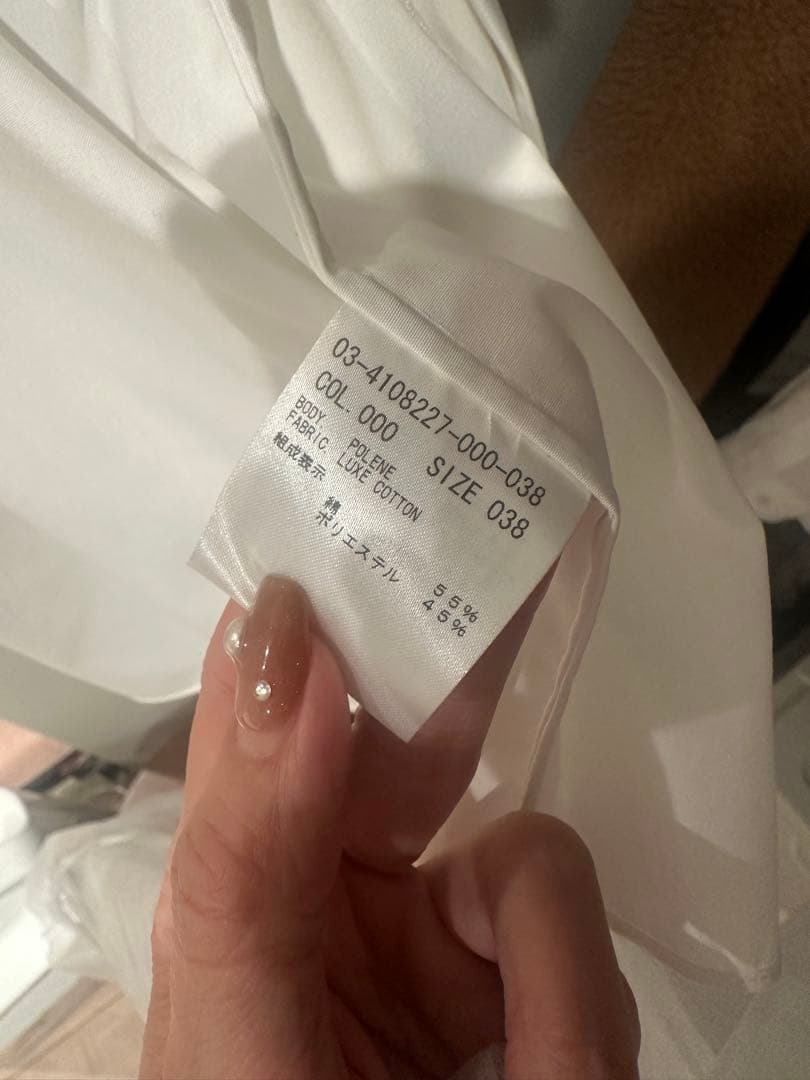 03-4108227-000-038
COL. 000 SIZE 038
BODY. POLENE
FABRIC. LUXE COTTON
組成表示
綿 55%
ポリエステル 45%